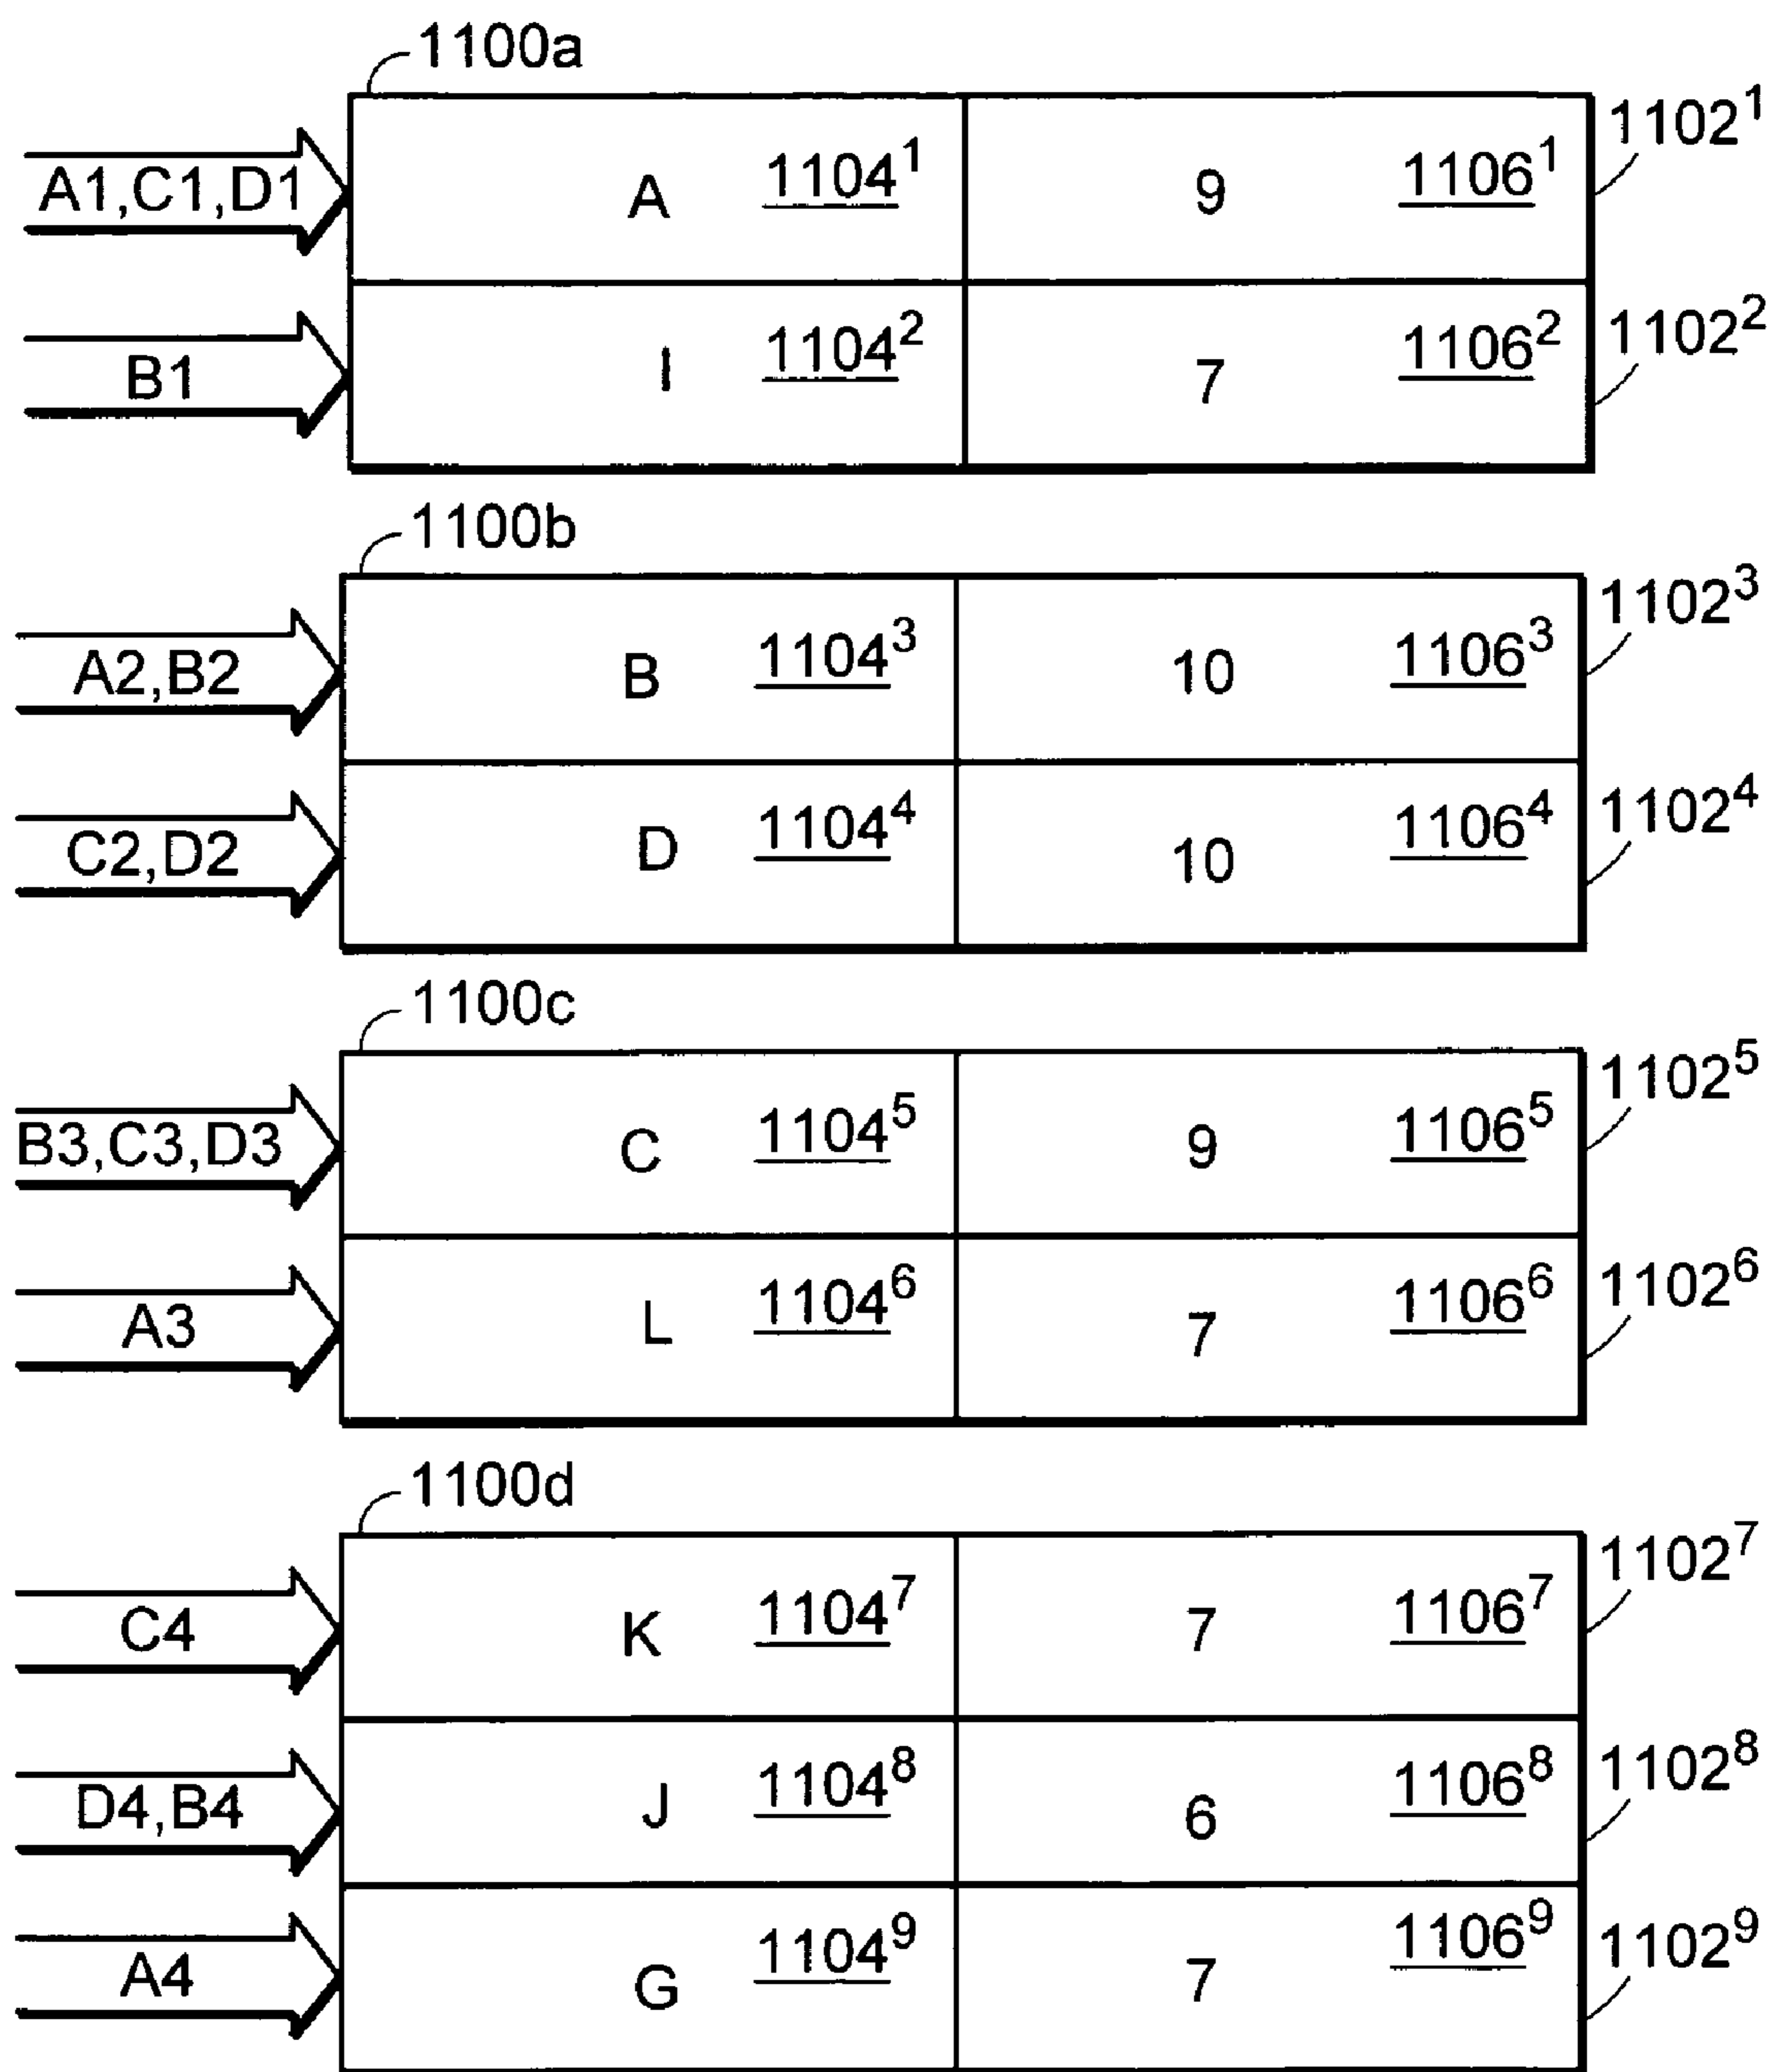 1100a
A1,C1,D1 A 1104¹ 9 1106¹ 1102¹
B1 I 1104² 7 1106² 1102²
1100b
A2,B2 B 1104³ 10 1106³ 1102³
C2,D2 D 1104⁴ 10 1106⁴ 1102⁴
1100c
B3,C3,D3 C 1104⁵ 9 1106⁵ 1102⁵
A3 L 1104⁶ 7 1106⁶ 1102⁶
1100d
C4 K 1104⁷ 7 1106⁷ 1102⁷
D4,B4 J 1104⁸ 6 1106⁸ 1102⁸
A4 G 1104⁹ 7 1106⁹ 1102⁹